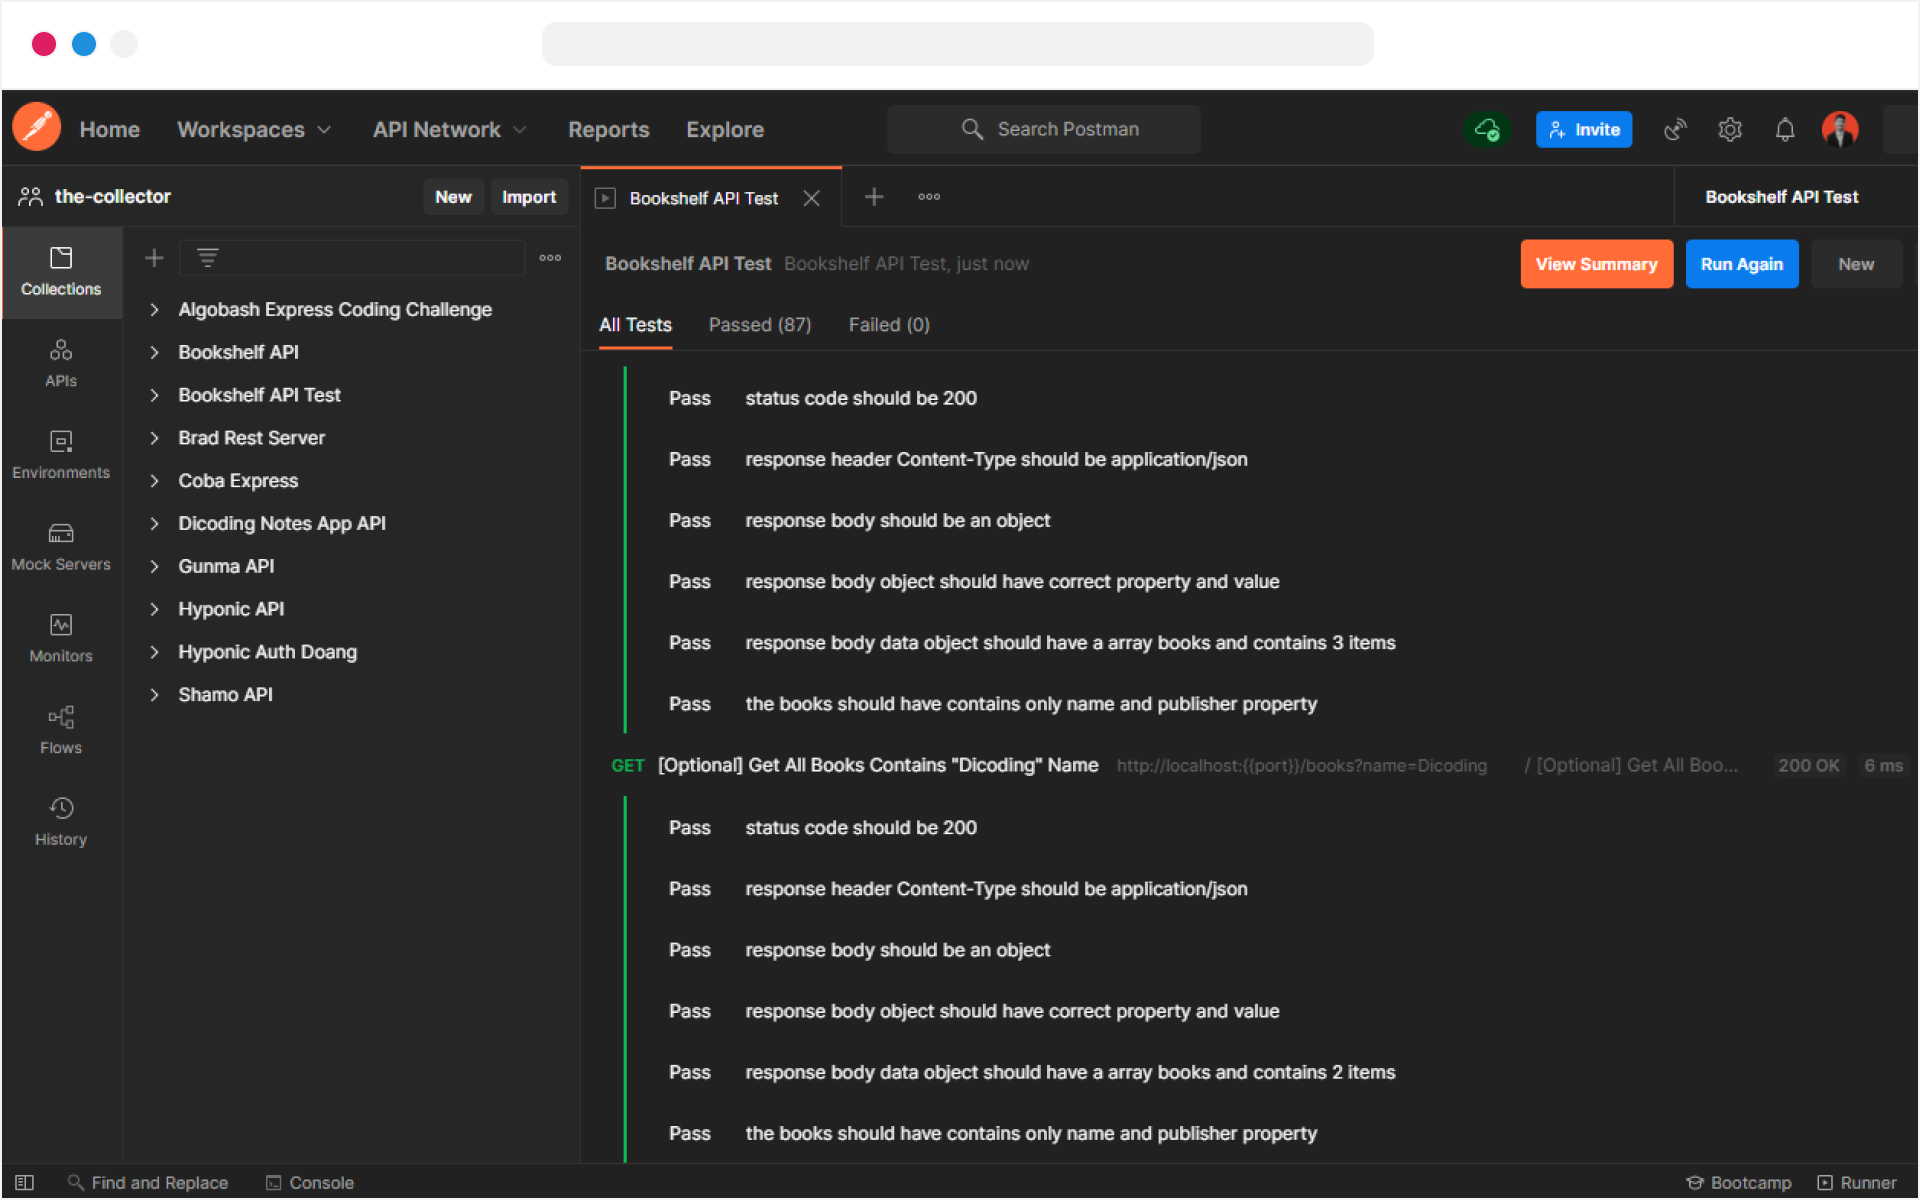 Home Workspaces API Network Reports Explore Search Postman Invite
the-collector New Import
Bookshelf API Test
Bookshelf API Test
Collections
APIs
Environments
Mock Servers
Monitors
Flows
History
Algobash Express Coding Challenge
Bookshelf API
Bookshelf API Test
Brad Rest Server
Coba Express
Dicoding Notes App API
Gunma API
Hyponic API
Hyponic Auth Doang
Shamo API
Bookshelf API Test Bookshelf API Test, just now View Summary Run Again New
All Tests Passed (87) Failed (0)
Pass status code should be 200
Pass response header Content-Type should be application/json
Pass response body should be an object
Pass response body object should have correct property and value
Pass response body data object should have a array books and contains 3 items
Pass the books should have contains only name and publisher property
GET [Optional] Get All Books Contains "Dicoding" Name http://localhost:{{port}}/books?name=Dicoding / [Optional] Get All Boo... 200 OK 6 ms
Pass status code should be 200
Pass response header Content-Type should be application/json
Pass response body should be an object
Pass response body object should have correct property and value
Pass response body data object should have a array books and contains 2 items
Pass the books should have contains only name and publisher property
Find and Replace Console Bootcamp Runner